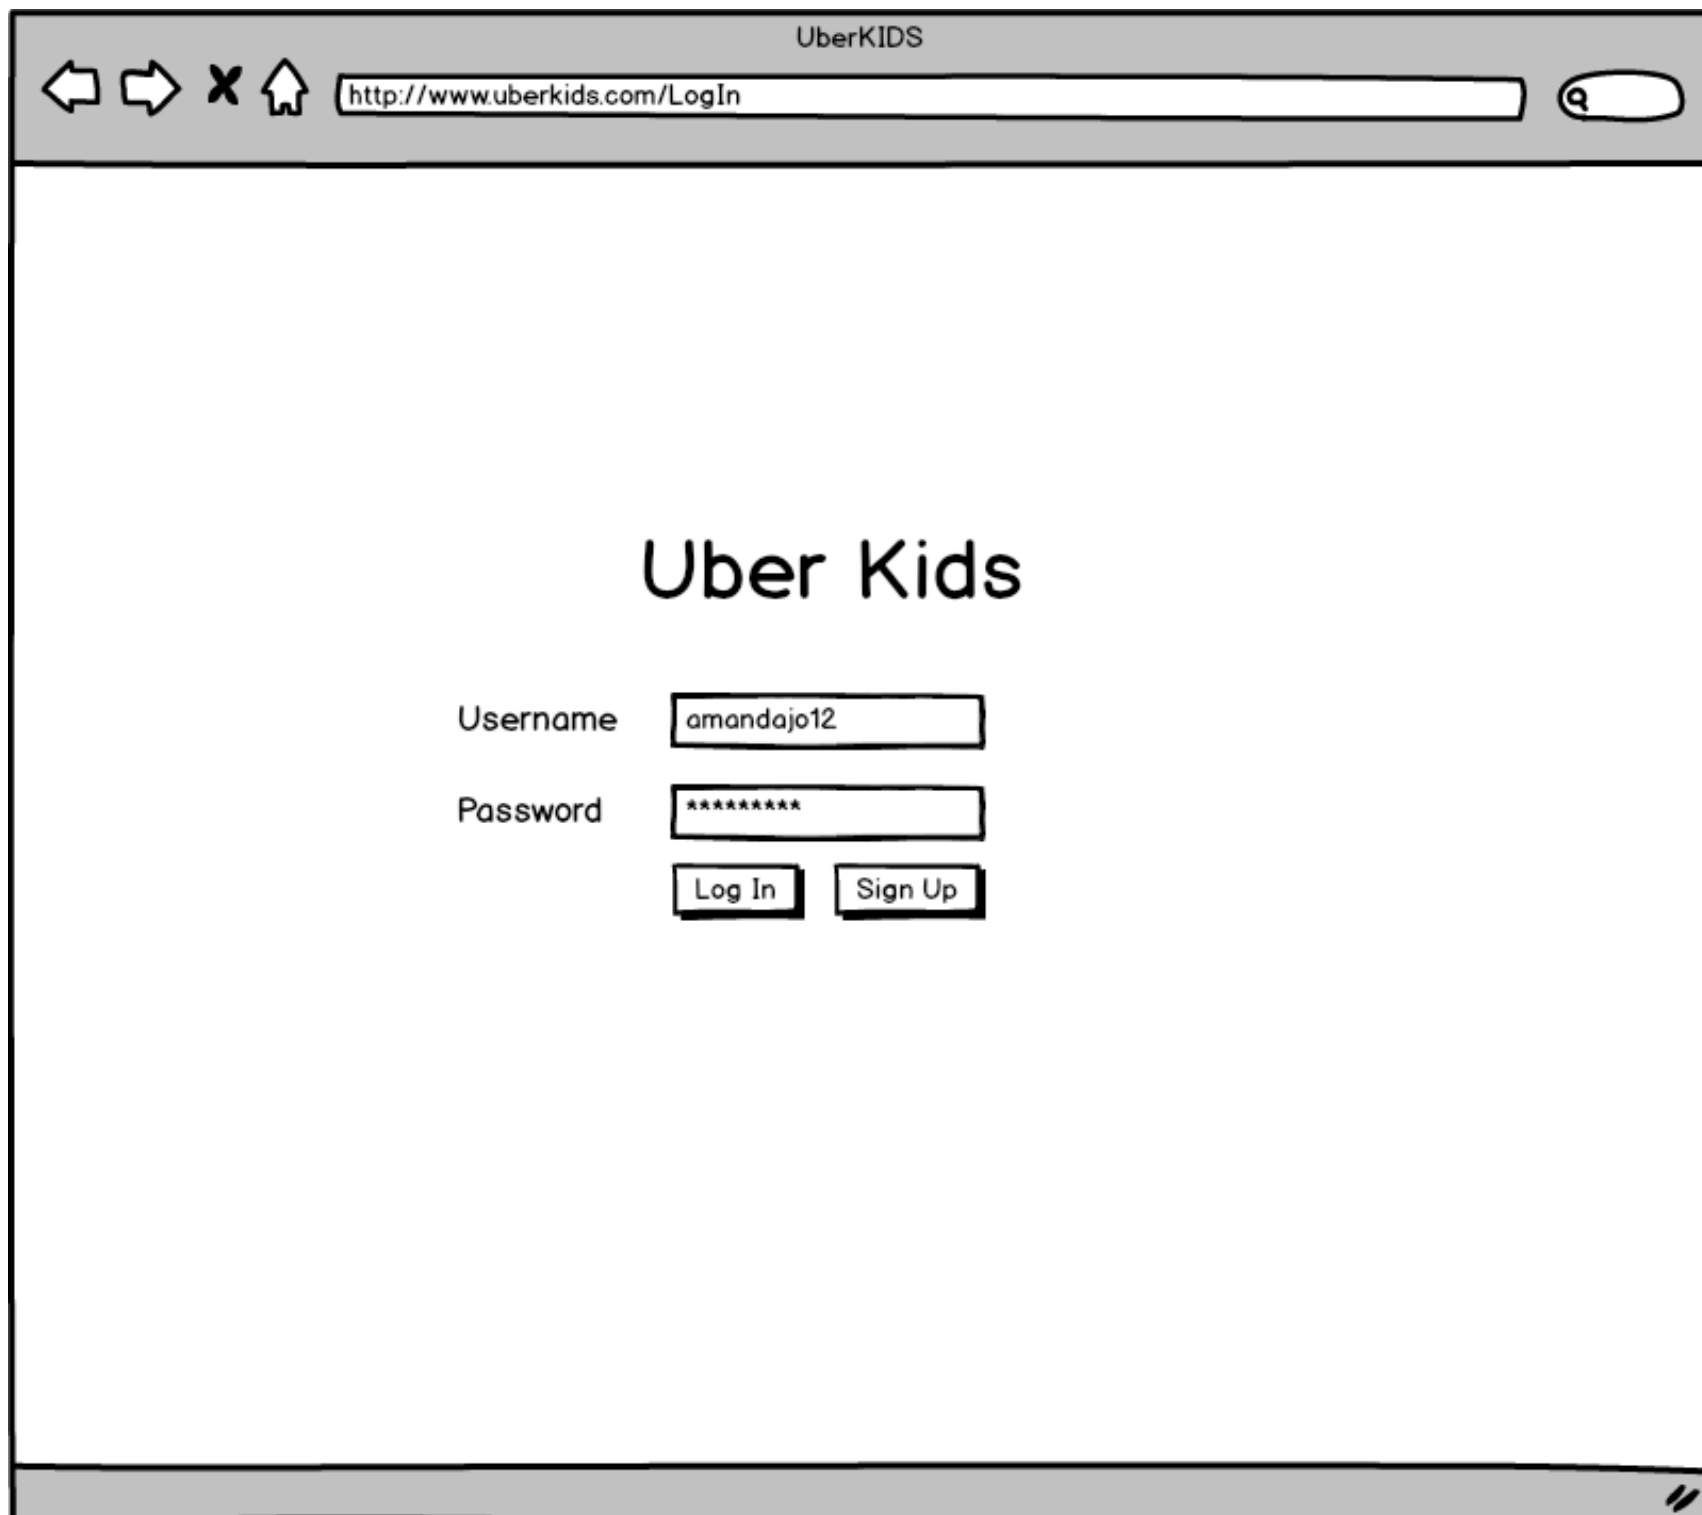 UberKIDS
http://www.uberkids.com/LogIn
Uber Kids
Username amandajo12
Password *********
Log In Sign Up